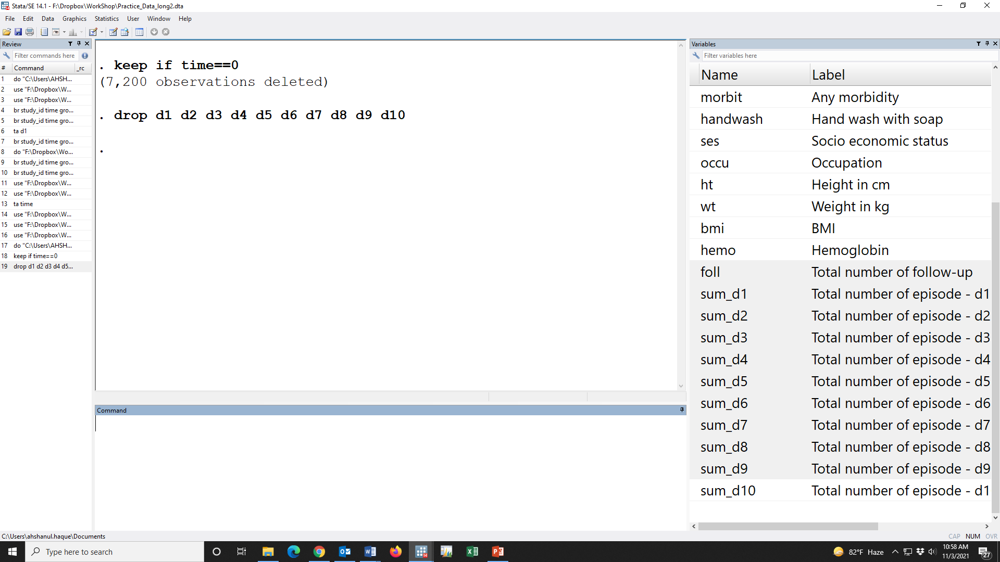 Stata/SE 14.1 - F:\Dropbox\WorkShop\Practice_Data_long2.dta
File Edit Data Graphics Statistics User Window Help
Review
Filter commands here
# Command _rc
1 do "C:\Users\AHSH...
2 use "F:\Dropbox\W...
3 use "F:\Dropbox\W...
4 br study_id time gro...
5 br study_id time gro...
6 ta d1
7 br study_id time gro...
8 do "F:\Dropbox\Wo...
9 br study_id time gro...
10 br study_id time gro...
11 use "F:\Dropbox\W...
12 use "F:\Dropbox\W...
13 ta time
14 use "F:\Dropbox\W...
15 use "F:\Dropbox\W...
16 use "F:\Dropbox\W...
17 do "C:\Users\AHSH...
18 keep if time==0
19 drop d1 d2 d3 d4 d5...
. keep if time==0
(7,200 observations deleted)
. drop d1 d2 d3 d4 d5 d6 d7 d8 d9 d10
.
Command
Variables
Filter variables here
Name Label
morbit Any morbidity
handwash Hand wash with soap
ses Socio economic status
occu Occupation
ht Height in cm
wt Weight in kg
bmi BMI
hemo Hemoglobin
foll Total number of follow-up
sum_d1 Total number of episode - d1
sum_d2 Total number of episode - d2
sum_d3 Total number of episode - d3
sum_d4 Total number of episode - d4
sum_d5 Total number of episode - d5
sum_d6 Total number of episode - d6
sum_d7 Total number of episode - d7
sum_d8 Total number of episode - d8
sum_d9 Total number of episode - d9
sum_d10 Total number of episode - d1
C:\Users\ahshanul.haque\Documents
CAP NUM OVR
Type here to search
14
82°F Haze
10:58 AM
11/3/2021
27